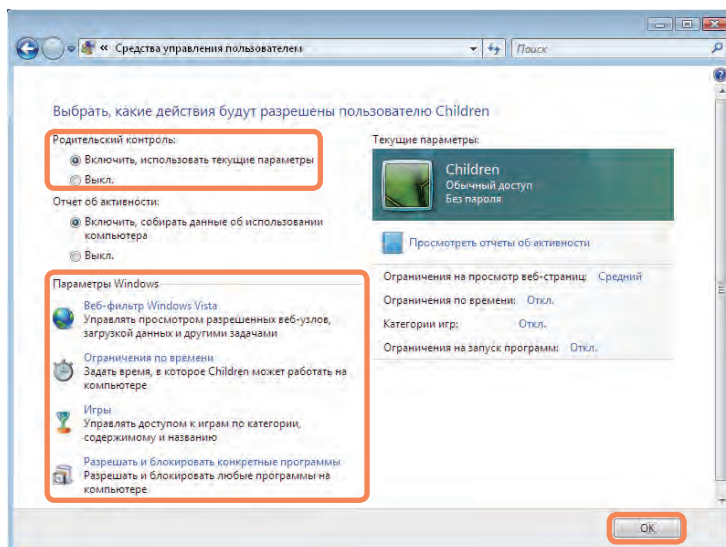 « Средства управления пользователем
Поиск
Выбрать, какие действия будут разрешены пользователю Children
Родительский контроль:
Включить, использовать текущие параметры
Выкл.
Отчет об активности:
Включить, собирать данные об использовании
компьютера
Выкл.
Параметры Windows
Веб-фильтр Windows Vista
Управлять просмотром разрешенных веб-узлов,
загрузкой данных и другими задачами
Ограничения по времени
Задать время, в которое Children может работать на
компьютере
Игры
Управлять доступом к играм по категории,
содержимому и названию
Разрешать и блокировать конкретные программы
Разрешать и блокировать любые программы на
компьютере
Текущие параметры:
Children
Обычный доступ
Без пароля
Просмотреть отчеты об активности
Ограничения на просмотр веб-страниц: Средний
Ограничения по времени: Откл.
Категории игр: Откл.
Ограничения на запуск программ: Откл.
OK